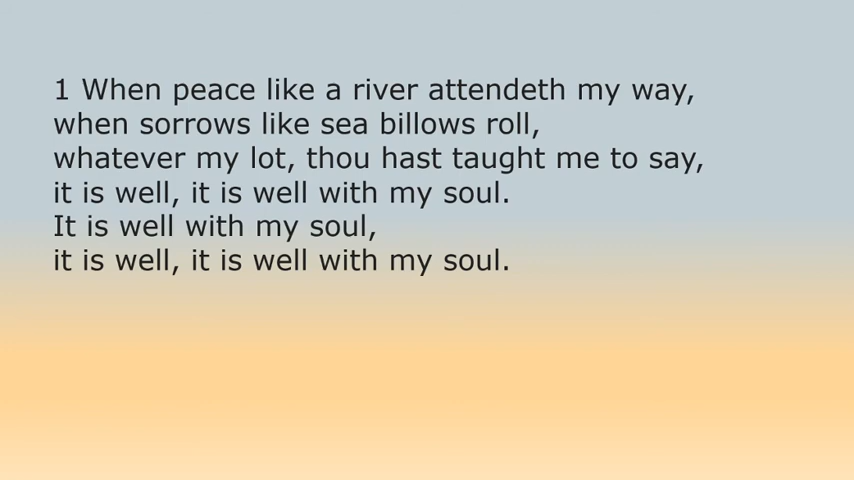 1 When peace like a river attendeth my way,
when sorrows like sea billows roll,
whatever my lot, thou hast taught me to say,
it is well, it is well with my soul.
It is well with my soul,
it is well, it is well with my soul.